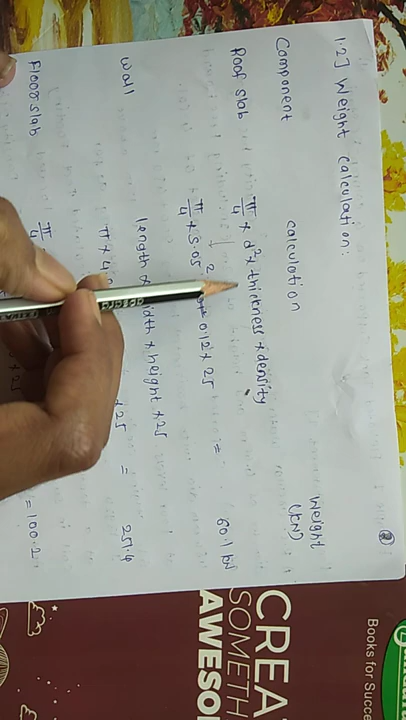 ②
1.2] Weight calculation:
Component calculation Weight (KN)
Roof slab π/4 × d² × thickness × density
π/4 × 5.05² 0.12 × 25 = 60.1 KN
Wall length × width × height × 25
π × 4 × 25 = 251.4
Floor slab π/4 × 25 = 100.2
Books for Succe
CREA
SOMETH
AWESO